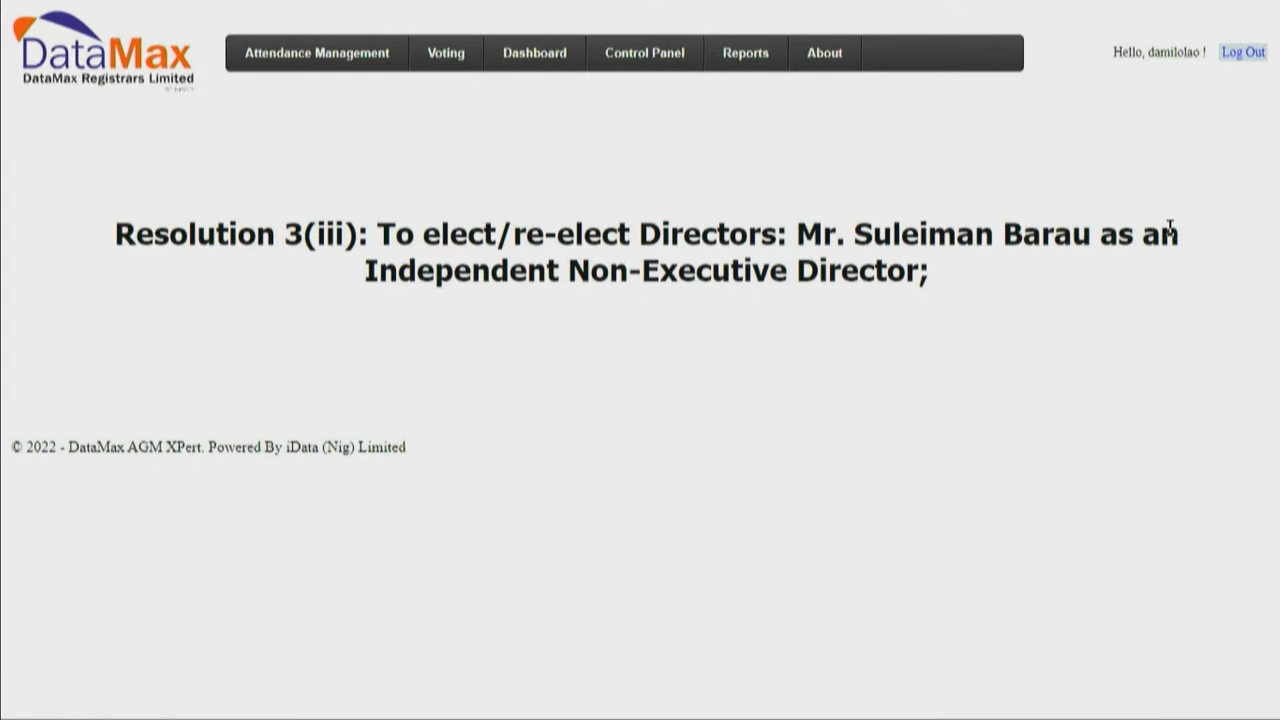 DataMax
DataMax Registrars Limited
Attendance Management Voting Dashboard Control Panel Reports About
Hello, damilolao ! Log Out
Resolution 3(iii): To elect/re-elect Directors: Mr. Suleiman Barau as an
Independent Non-Executive Director;
© 2022 - DataMax AGM XPert. Powered By iData (Nig) Limited